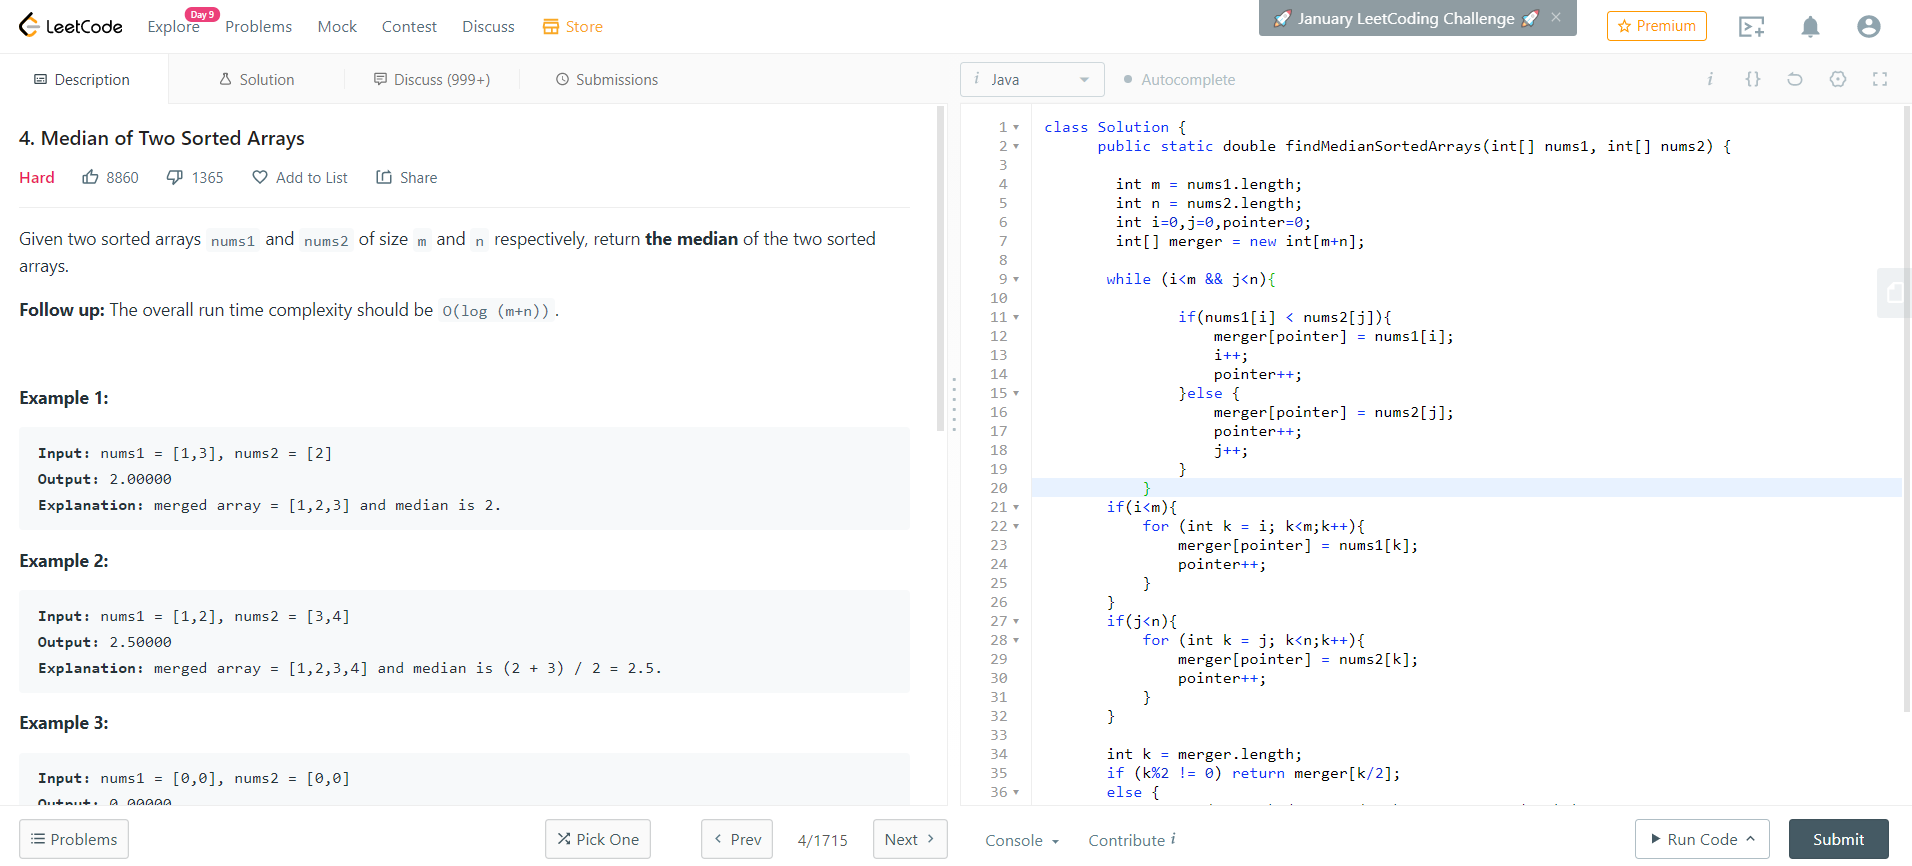 LeetCode
Explore
Day 9
Problems
Mock
Contest
Discuss
Store
January LeetCoding Challenge
Premium
Description
Solution
Discuss (999+)
Submissions
i Java
Autocomplete
i
{}
4. Median of Two Sorted Arrays
Hard
8860
1365
Add to List
Share
Given two sorted arrays nums1 and nums2 of size m and n respectively, return the median of the two sorted
arrays.
Follow up: The overall run time complexity should be O(log (m+n)).
Example 1:
Input: nums1 = [1,3], nums2 = [2]
Output: 2.00000
Explanation: merged array = [1,2,3] and median is 2.
Example 2:
Input: nums1 = [1,2], nums2 = [3,4]
Output: 2.50000
Explanation: merged array = [1,2,3,4] and median is (2 + 3) / 2 = 2.5.
Example 3:
Input: nums1 = [0,0], nums2 = [0,0]
Output: 0.00000
1 class Solution {
2 public static double findMedianSortedArrays(int[] nums1, int[] nums2) {
3
4 int m = nums1.length;
5 int n = nums2.length;
6 int i=0,j=0,pointer=0;
7 int[] merger = new int[m+n];
8
9 while (i<m && j<n){
10
11 if(nums1[i] < nums2[j]){
12 merger[pointer] = nums1[i];
13 i++;
14 pointer++;
15 }else {
16 merger[pointer] = nums2[j];
17 pointer++;
18 j++;
19 }
20 }
21 if(i<m){
22 for (int k = i; k<m;k++){
23 merger[pointer] = nums1[k];
24 pointer++;
25 }
26 }
27 if(j<n){
28 for (int k = j; k<n;k++){
29 merger[pointer] = nums2[k];
30 pointer++;
31 }
32 }
33
34 int k = merger.length;
35 if (k%2 != 0) return merger[k/2];
36 else {
Problems
Pick One
Prev
4/1715
Next
Console
Contribute i
Run Code
Submit